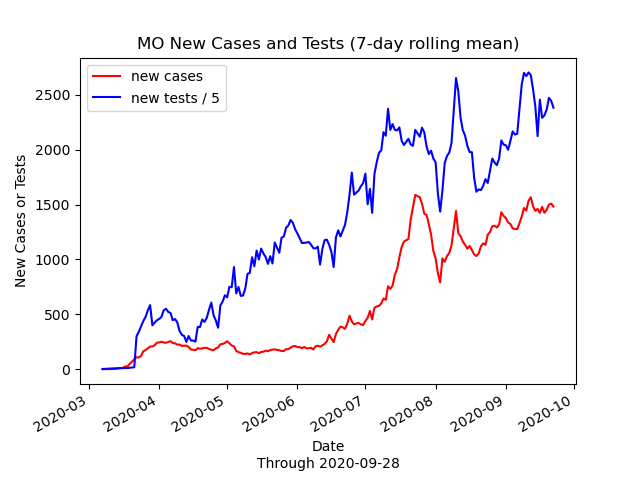 MO New Cases and Tests (7-day rolling mean)
new cases
new tests / 5
New Cases or Tests
2500
2000
1500
1000
500
0
2020-03
2020-04
2020-05
2020-06
2020-07
2020-08
2020-09
2020-10
Date
Through 2020-09-28